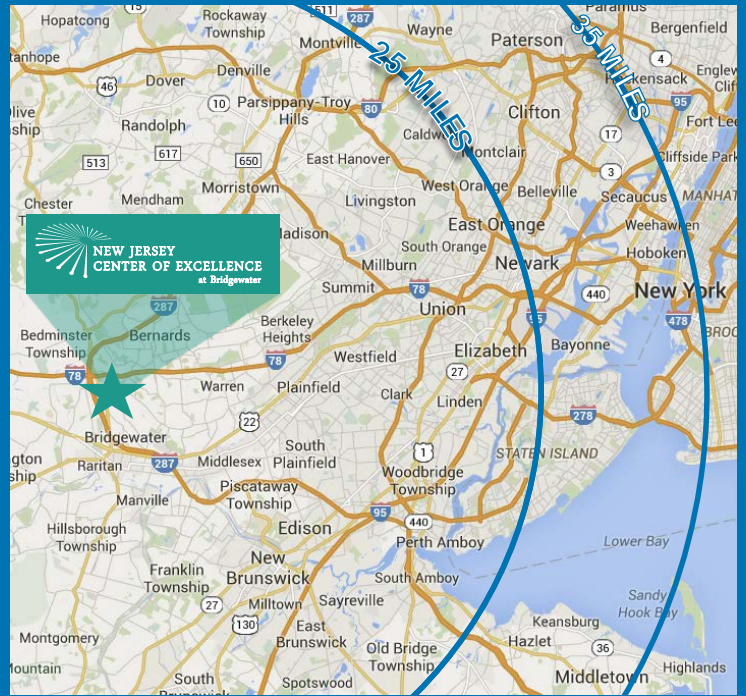 Hopatcong
Rockaway
Township
511
287
Wayne
Paramus
Bergenfield
Montville
Paterson
25 MILES
35 MILES
Denville
4
46
Dover
Hackensack
10
Parsippany-Troy
Hills
80
Clifton
95
Randolph
Fort Lee
17
513
617
650
East Hanover
Montclair
Cliffside Park
3
Morristown
West Orange
Belleville
Secaucus
Chester
Mendham
Livingston
East Orange
Weehawken
NEW JERSEY
CENTER OF EXCELLENCE
at Bridgewater
South Orange
Hoboken
Millburn
Newark
Summit
78
440
New York
287
Union
95
478
Bedminster
Township
Bernards
Berkeley
Heights
Elizabeth
Bayonne
78
78
Westfield
27
Warren
Plainfield
Clark
Linden
278
22
Bridgewater
South
Plainfield
1
STATEN ISLAND
Raritan
287
Middlesex
Woodbridge
Township
Manville
Piscataway
Township
95
440
Edison
Hillsborough
Township
Perth Amboy
Lower Bay
New
Brunswick
Franklin
Township
South Amboy
Sandy
Hook Bay
27
Milltown
Sayreville
Keansburg
130
East
Brunswick
Hazlet
36
Montgomery
Old Bridge
Township
Highlands
South
Spotswood
Middletown